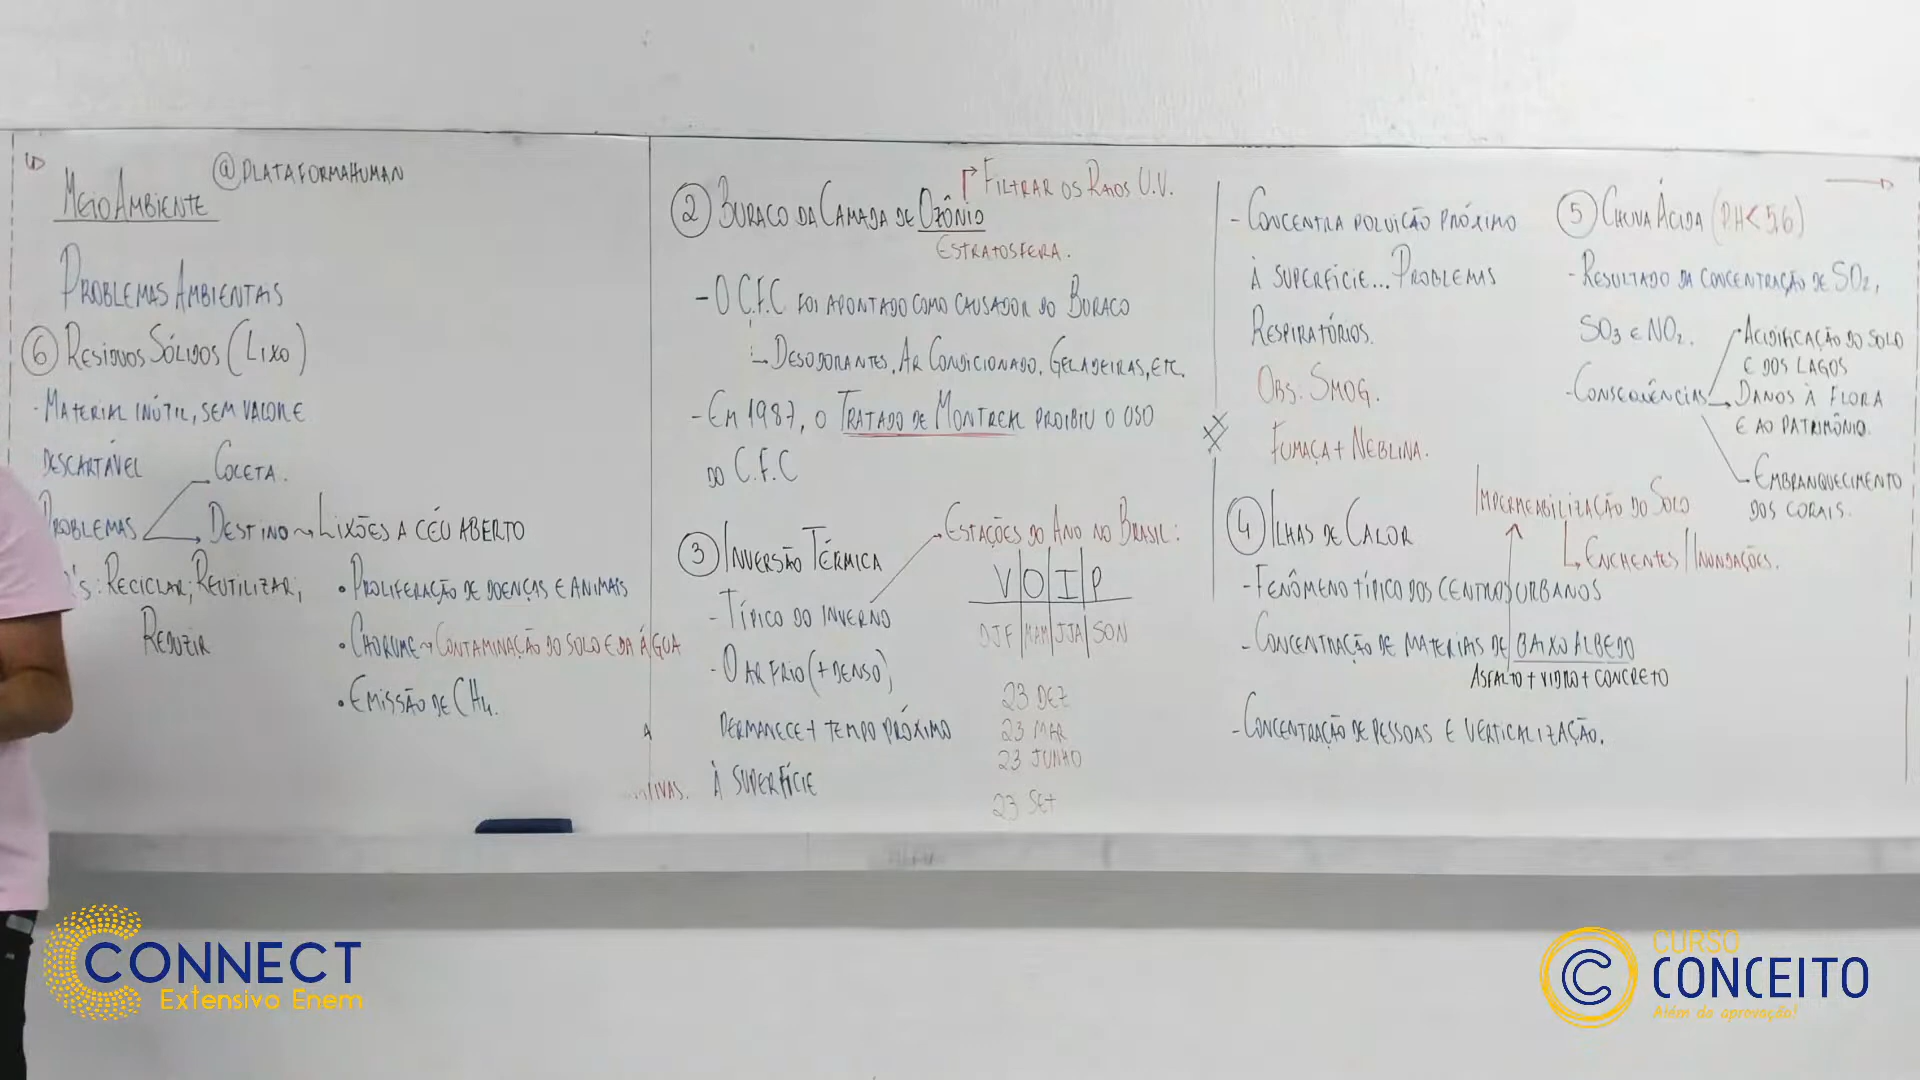 @PLATAFORMAHUMAN
MEIO AMBIENTE
PROBLEMAS AMBIENTAIS
⑥ RESÍDUOS SÓLIDOS (LIXO)
- MATERIAL INÚTIL, SEM VALOR E
DESCARTÁVEL
PROBLEMAS
COLETA.
DESTINO → LIXÕES A CÉU ABERTO
'S: RECICLAR; REUTILIZAR;
REDUZIR
• PROLIFERAÇÃO DE DOENÇAS E ANIMAIS
• CHORUME → CONTAMINAÇÃO DO SOLO E DA ÁGUA
• EMISSÃO DE CH4.
② BURACO DA CAMADA DE OZÔNIO
FILTRAR OS RAIOS U.V.
ESTRATOSFERA.
- O C.F.C FOI APONTADO COMO CAUSADOR DO BURACO
DESODORANTES, AR CONDICIONADO, GELADEIRAS, ETC.
- EM 1987, O TRATADO DE MONTREAL PROIBIU O USO
DO C.F.C
③ INVERSÃO TÉRMICA
ESTAÇÕES DO ANO NO BRASIL:
V O I P
DJF MAM JJA SON
23 DEZ
23 MAR
23 JUNHO
23 SET
- TÍPICO DO INVERNO
- O AR FRIO (+ DENSO)
PERMANECE + TEMPO PRÓXIMO
À SUPERFÍCIE
- CONCENTRA POLUIÇÃO PRÓXIMO
À SUPERFÍCIE... PROBLEMAS
RESPIRATÓRIOS.
OBS. SMOG.
FUMAÇA + NEBLINA.
④ ILHAS DE CALOR
IMPERMEABILIZAÇÃO DO SOLO
ENCHENTES / INUNDAÇÕES.
- FENÔMENO TÍPICO DOS CENTROS URBANOS
- CONCENTRAÇÃO DE MATERIAIS DE BAIXO ALBEDO
ASFALTO + VIDRO + CONCRETO
- CONCENTRAÇÃO DE PESSOAS E VERTICALIZAÇÃO.
⑤ CHUVA ÁCIDA (PH < 5,6)
- RESULTADO DA CONCENTRAÇÃO DE SO2,
SO3 E NO2.
- CONSEQUÊNCIAS
ACIDIFICAÇÃO DO SOLO
E DOS LAGOS
DANOS À FLORA
E AO PATRIMÔNIO.
EMBRANQUECIMENTO
DOS CORAIS.
CONNECT
Extensivo Enem
CURSO
CONCEITO
Além da aprovação!